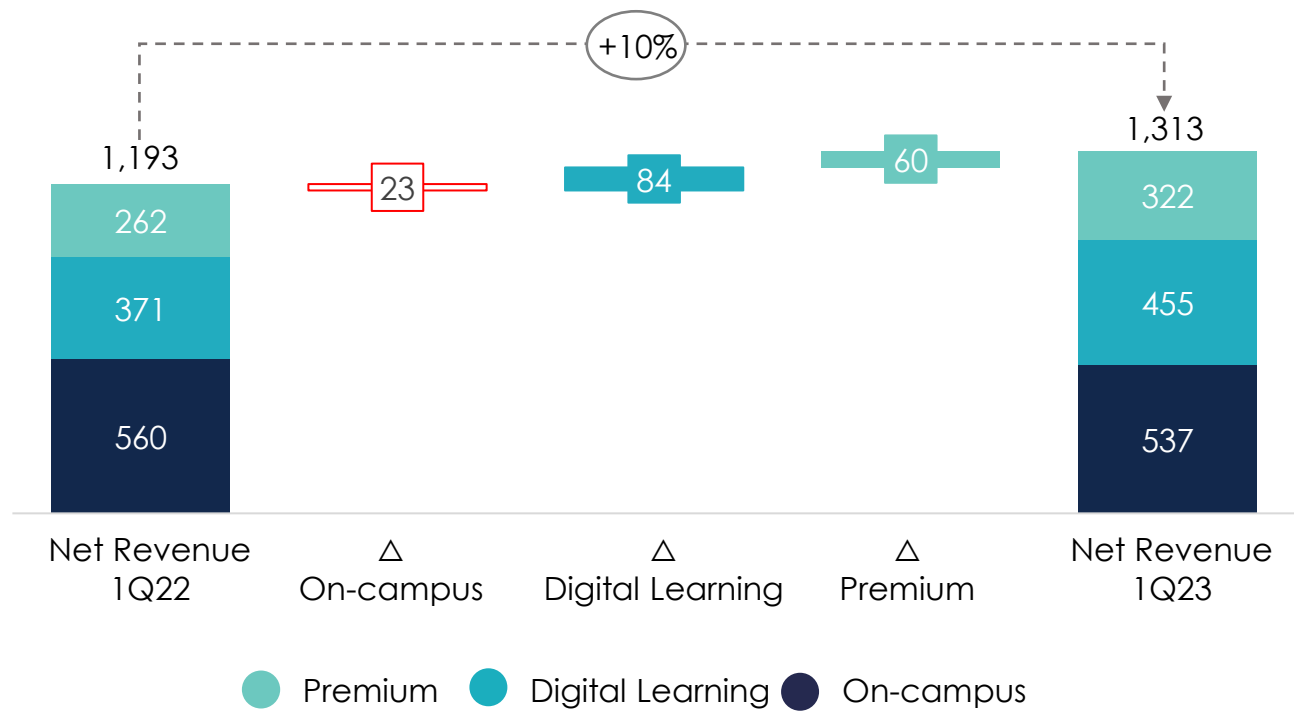 +10%
1,193
1,313
262
371
560
23
84
60
322
455
537
Net Revenue
1Q22
△
On-campus
△
Digital Learning
△
Premium
Net Revenue
1Q23
Premium
Digital Learning
On-campus